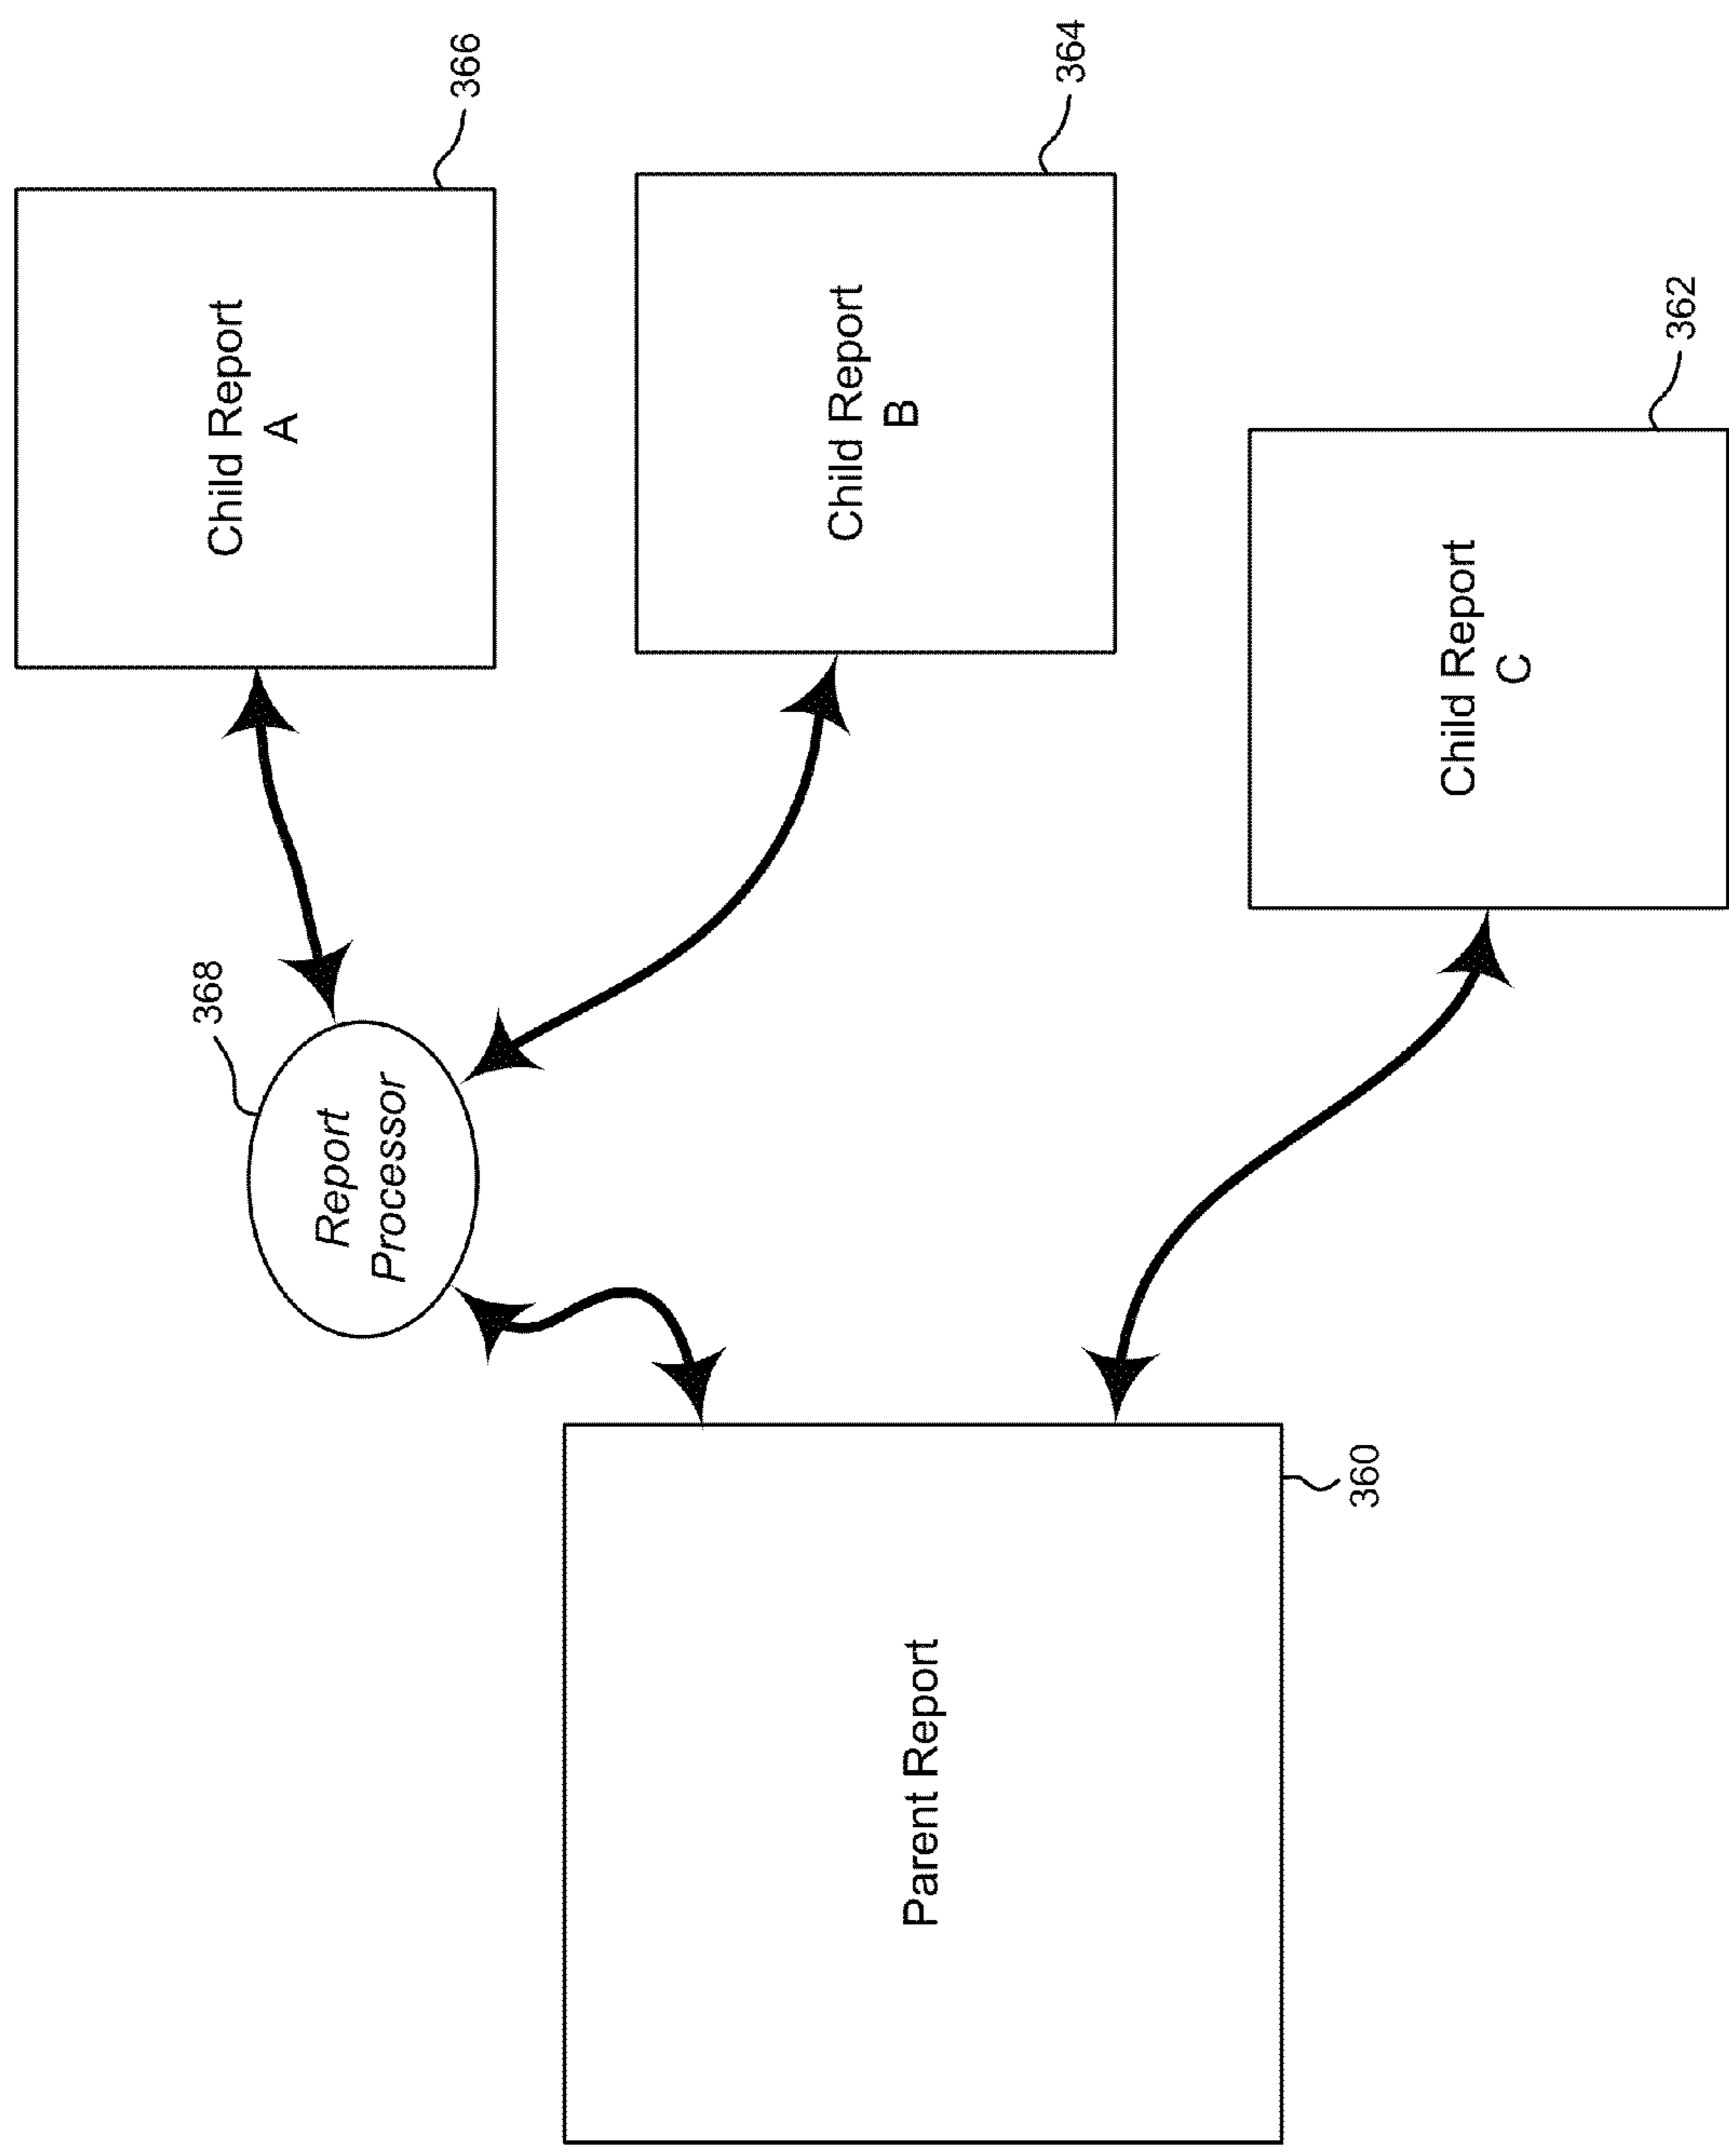 366
Child Report
A
368
Report
Processor
364
Child Report
B
Parent Report
360
Child Report
C
362